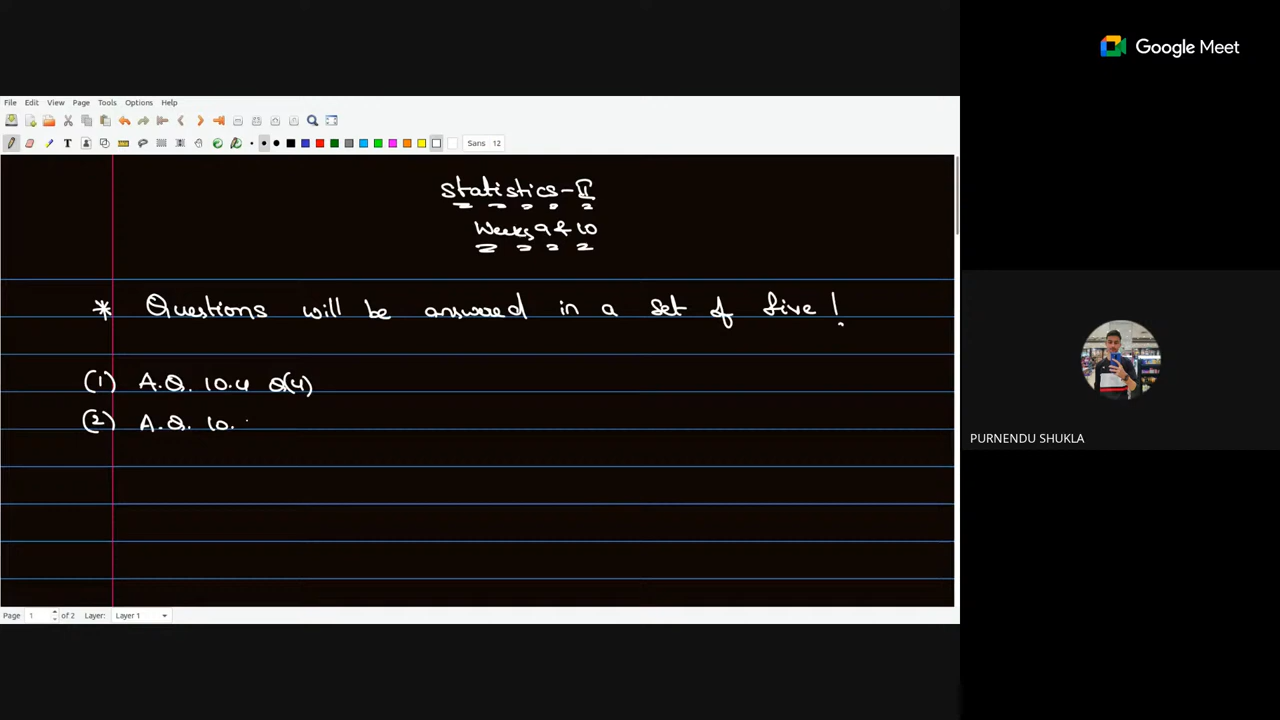 Google Meet
File Edit View Page Tools Options Help
Sans 12
Statistics-II
Weeks 9 & 10
* Questions will be answered in a set of five!
(1) A.Q. 10.4 Q(4)
(2) A.Q. 10.
PURNENDU SHUKLA
Page 1 of 2 Layer: Layer 1